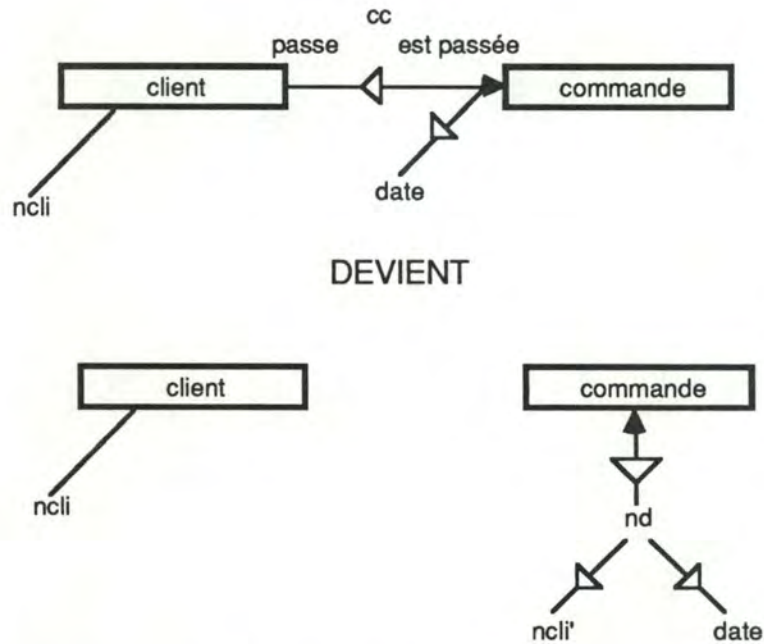 cc
passe est passée
client commande
date
ncli
DEVIENT
client commande
ncli
nd
ncli' date